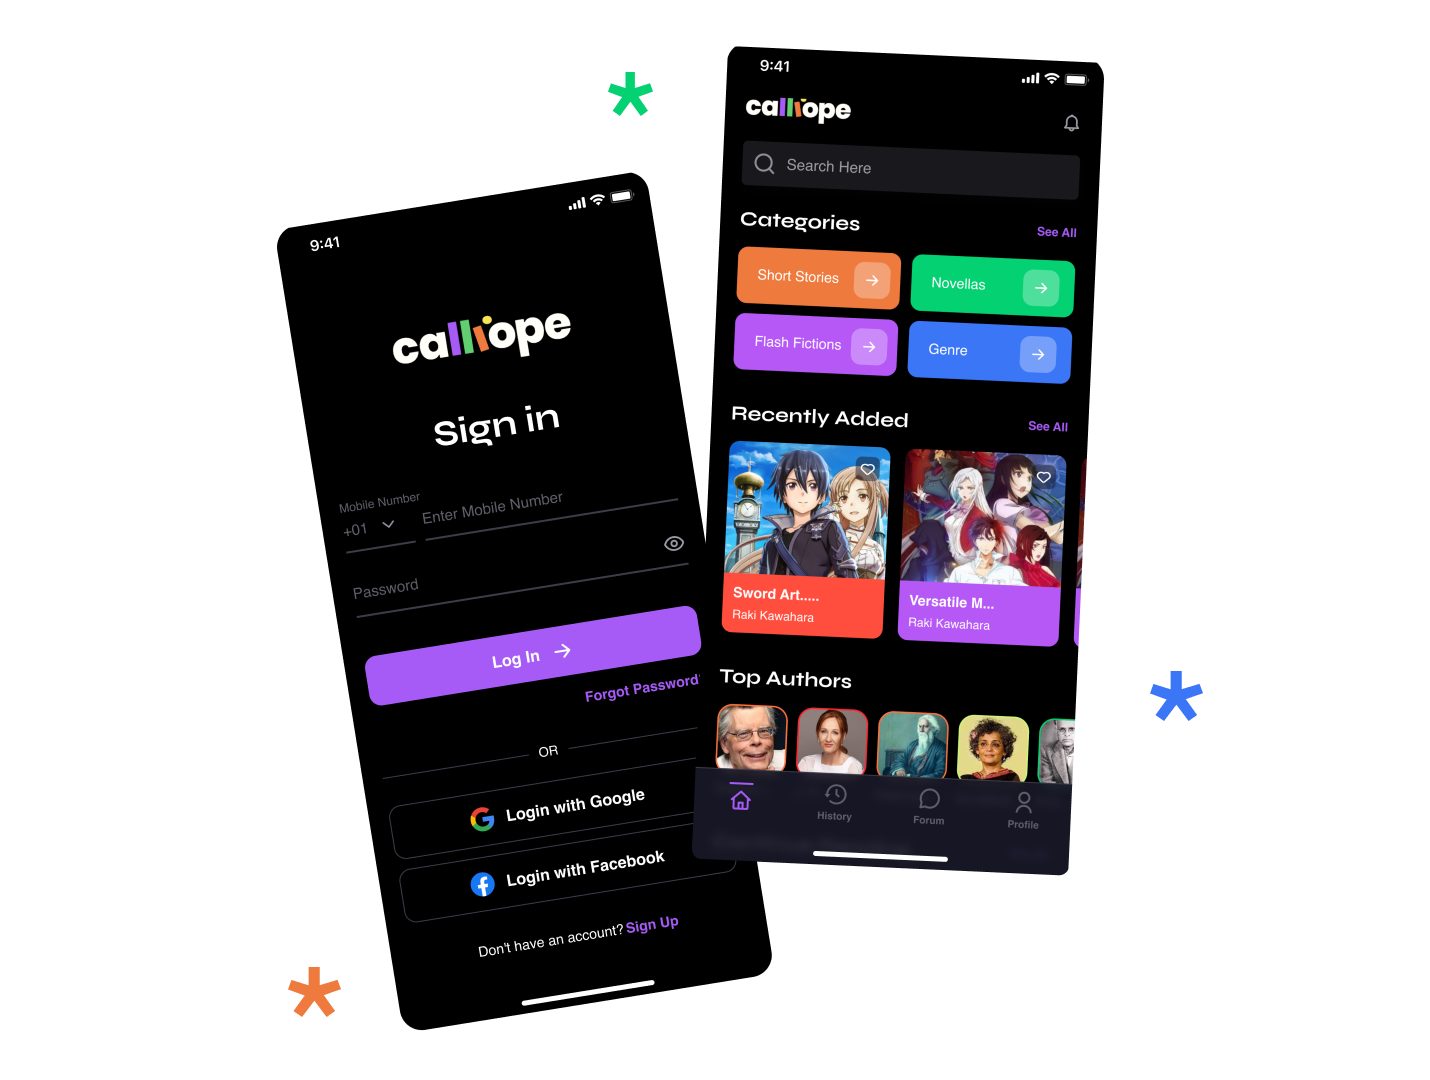 9:41
calliope
Sign in
Mobile Number
+01
Enter Mobile Number
Password
Log In
Forgot Password
OR
Login with Google
Login with Facebook
Don't have an account? Sign Up
9:41
calliope
Search Here
Categories
See All
Short Stories
Novellas
Flash Fictions
Genre
Recently Added
See All
Sword Art.....
Raki Kawahara
Versatile M...
Raki Kawahara
Top Authors
History
Forum
Profile